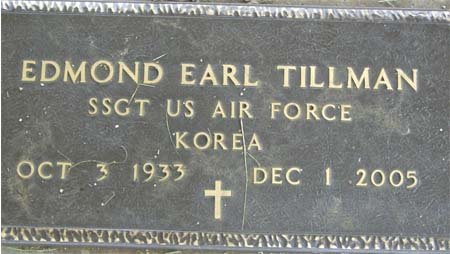 EDMOND EARL TILLMAN
SSGT US AIR FORCE
KOREA
OCT 3 1933 DEC 1 2005